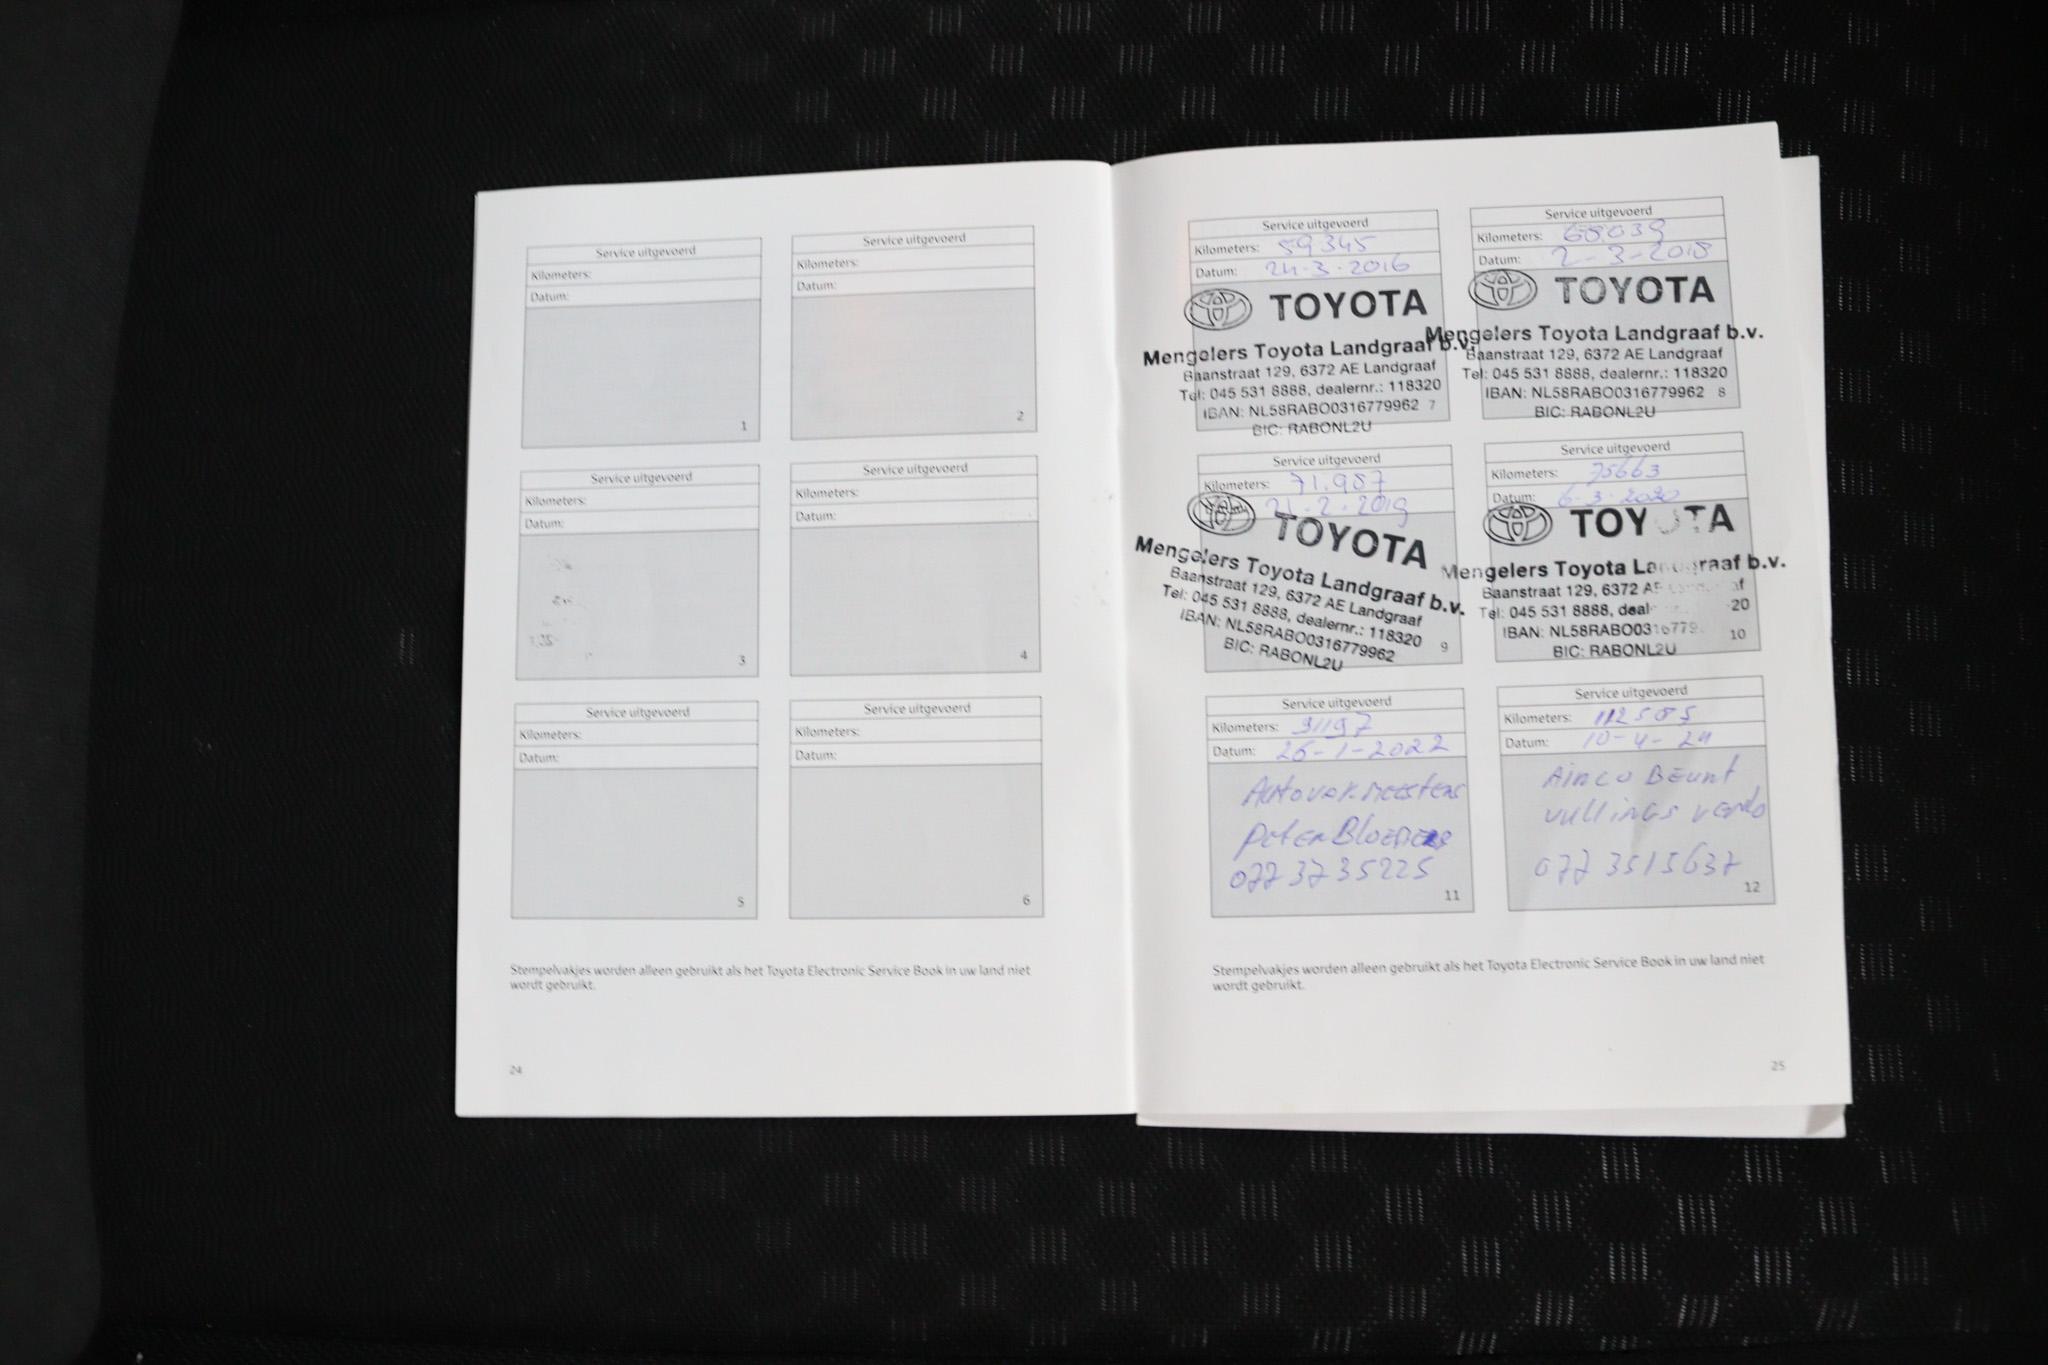 Service uitgevoerd
Kilometers:
Datum:
1
Service uitgevoerd
Kilometers:
Datum:
2
Service uitgevoerd
Kilometers:
Datum:
3
Service uitgevoerd
Kilometers:
Datum:
4
Service uitgevoerd
Kilometers:
Datum:
5
Service uitgevoerd
Kilometers:
Datum:
6
Stempelvakjes worden alleen gebruikt als het Toyota Electronic Service Book in uw land niet
wordt gebruikt.
24
Service uitgevoerd
Kilometers: 59345
Datum: 24-3-2016
TOYOTA
Mengelers Toyota Landgraaf b.v.
Baanstraat 129, 6372 AE Landgraaf
Tel: 045 531 8888, dealernr.: 118320
IBAN: NL58RABO0316779962 7
BIC: RABONL2U
Service uitgevoerd
Kilometers: 68039
Datum: 2-3-2018
TOYOTA
Mengelers Toyota Landgraaf b.v.
Baanstraat 129, 6372 AE Landgraaf
Tel: 045 531 8888, dealernr.: 118320
IBAN: NL58RABO0316779962 8
BIC: RABONL2U
Service uitgevoerd
Kilometers: 71.987
21.2.2019
TOYOTA
Mengelers Toyota Landgraaf b.v.
Baanstraat 129, 6372 AE Landgraaf
Tel: 045 531 8888, dealernr.: 118320
IBAN: NL58RABO0316779962 9
BIC: RABONL2U
Service uitgevoerd
Kilometers: 75663
Datum: 6-3-2020
TOYOTA
Mengelers Toyota Landgraaf b.v.
Baanstraat 129, 6372
Tel: 045 531 8888,
IBAN: 10
BIC: RABONL2U
Service uitgevoerd
Kilometers: 91197
Datum: 26-1-2022
Autovakmeesters
Peter
077 3735225
11
Service uitgevoerd
Kilometers: 112585
Datum: 10-4-24
Vullings Venlo
077 3515637
12
Stempelvakjes worden alleen gebruikt als het Toyota Electronic Service Book in uw land niet
wordt gebruikt.
25